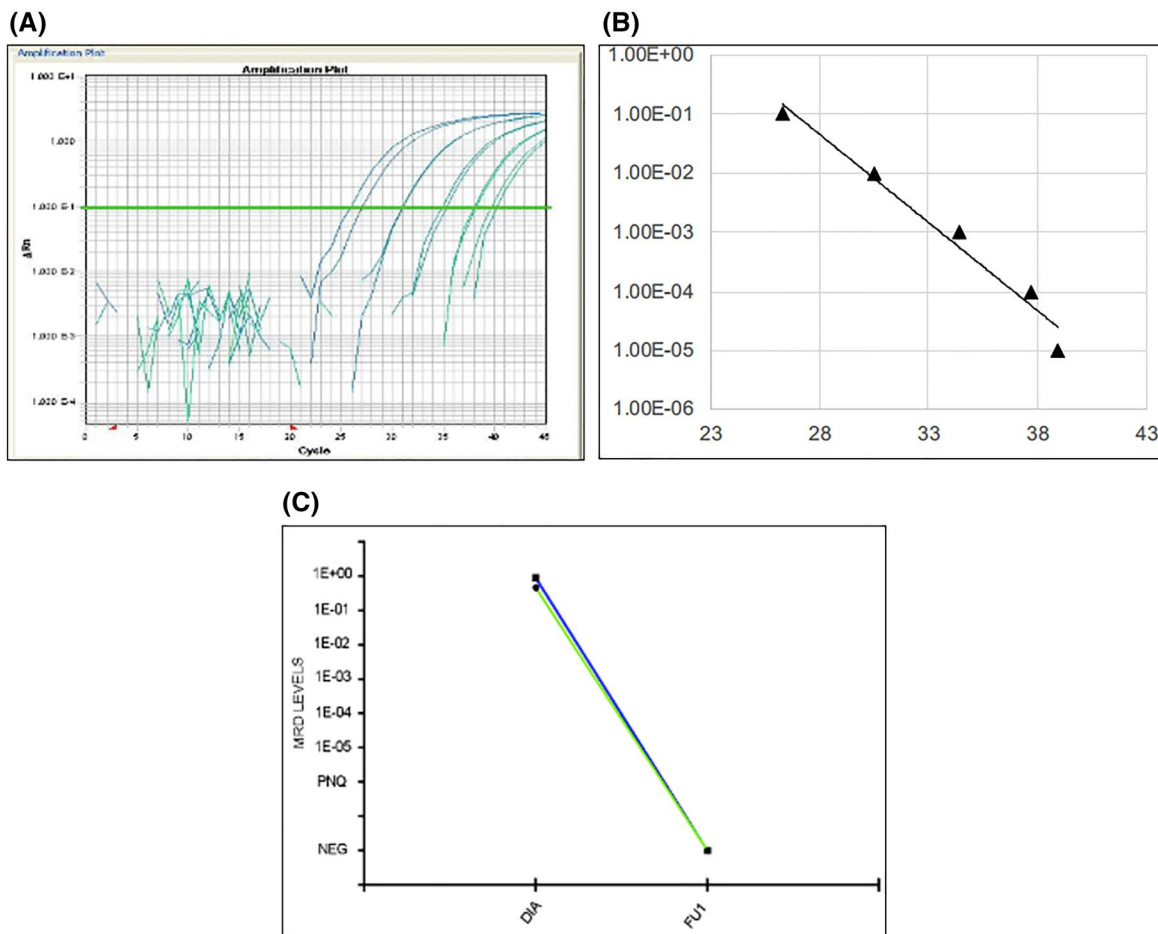 (A)
Amplification Plot
Amplification Plot
1.000 E+1
1.000
1.000 E-1
1.000 E-2
1.000 E-3
1.000 E-4
ΔRn
0 5 10 15 20 25 30 35 40 45
Cycle
(B)
1.00E+00
1.00E-01
1.00E-02
1.00E-03
1.00E-04
1.00E-05
1.00E-06
23 28 33 38 43
(C)
1E+00
1E-01
1E-02
1E-03
1E-04
1E-05
PNQ
NEG
MRD LEVELS
DIA FU1